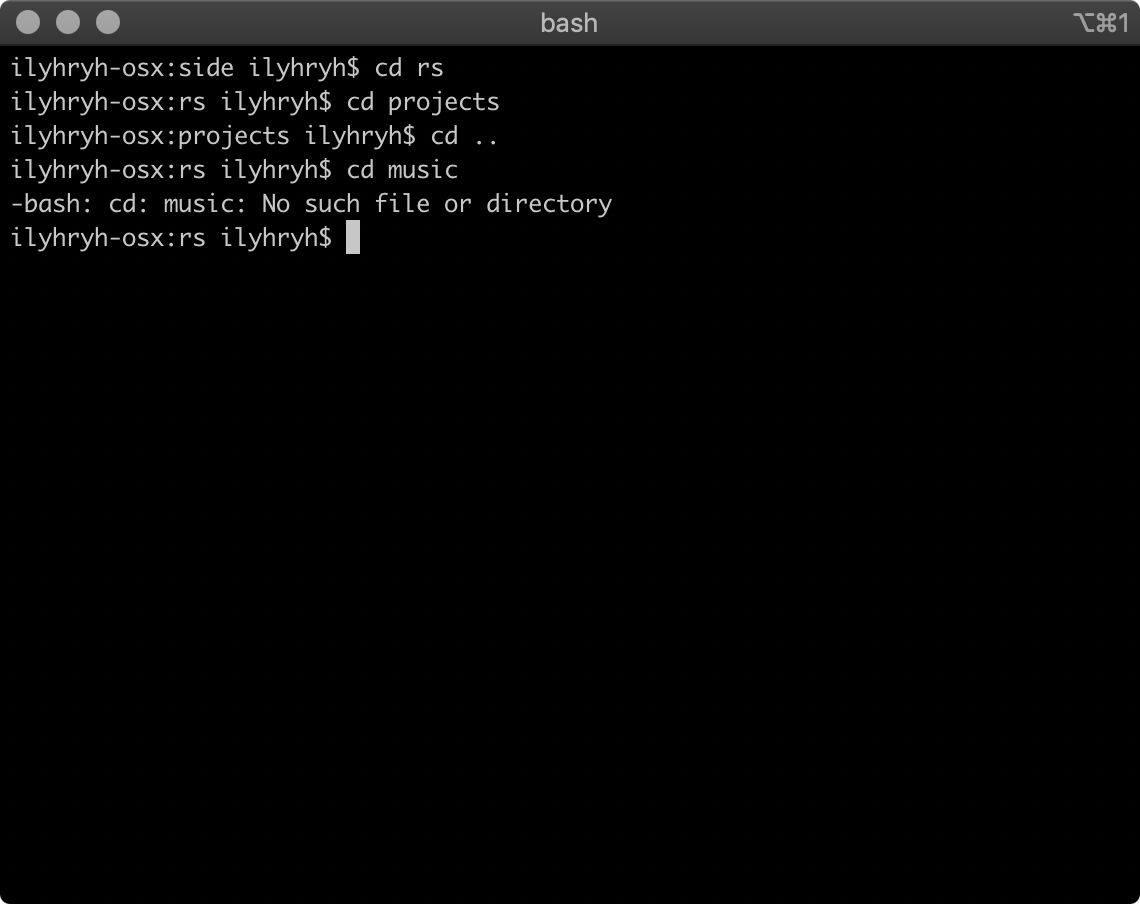 bash ⌥⌘1
ilyhryh-osx:side ilyhryh$ cd rs
ilyhryh-osx:rs ilyhryh$ cd projects
ilyhryh-osx:projects ilyhryh$ cd ..
ilyhryh-osx:rs ilyhryh$ cd music
-bash: cd: music: No such file or directory
ilyhryh-osx:rs ilyhryh$